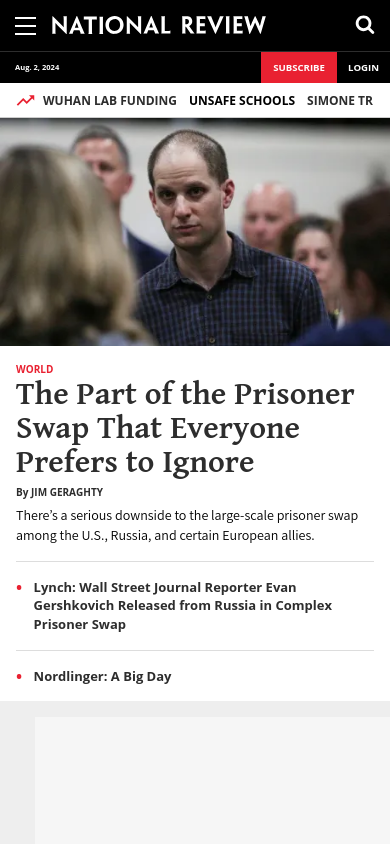 NATIONAL REVIEW
Aug. 2, 2024
SUBSCRIBE
LOGIN
WUHAN LAB FUNDING UNSAFE SCHOOLS SIMONE TR
WORLD
The Part of the Prisoner
Swap That Everyone
Prefers to Ignore
By JIM GERAGHTY
There’s a serious downside to the large-scale prisoner swap
among the U.S., Russia, and certain European allies.
• Lynch: Wall Street Journal Reporter Evan
Gershkovich Released from Russia in Complex
Prisoner Swap
• Nordlinger: A Big Day